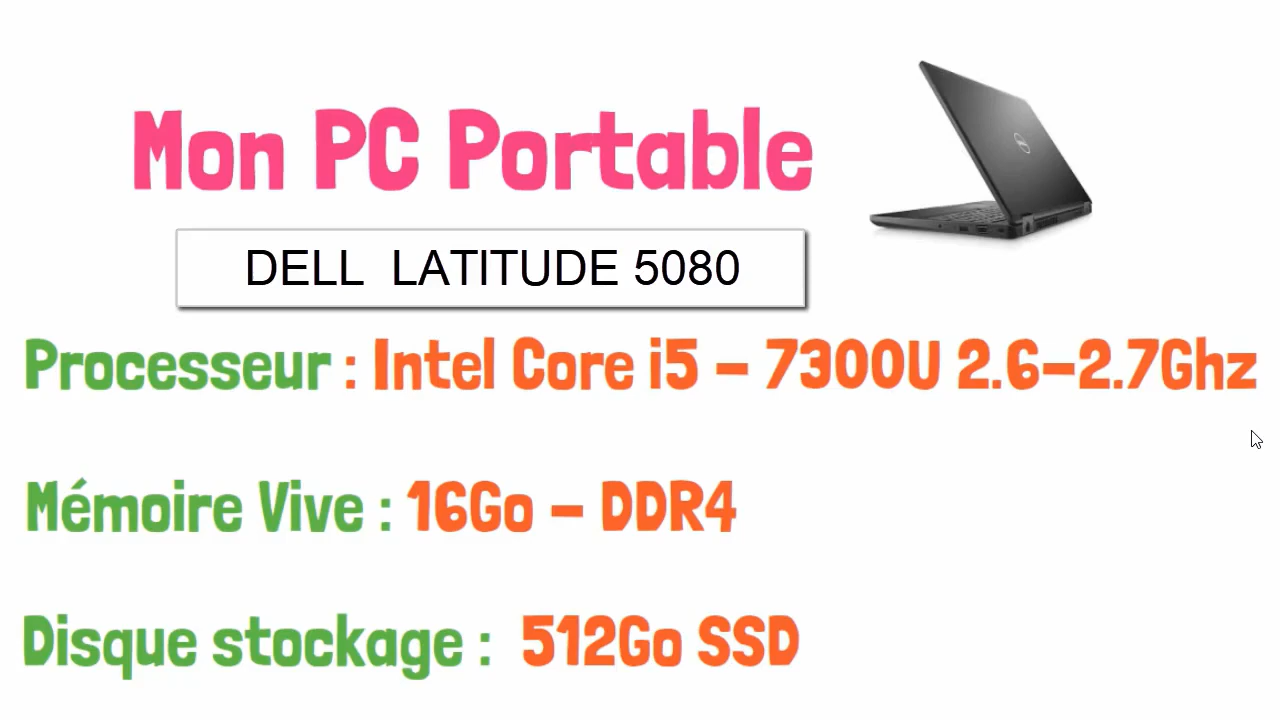 Mon PC Portable
DELL LATITUDE 5080
Processeur : Intel Core i5 – 7300U 2.6–2.7Ghz
Mémoire Vive : 16Go – DDR4
Disque stockage : 512Go SSD